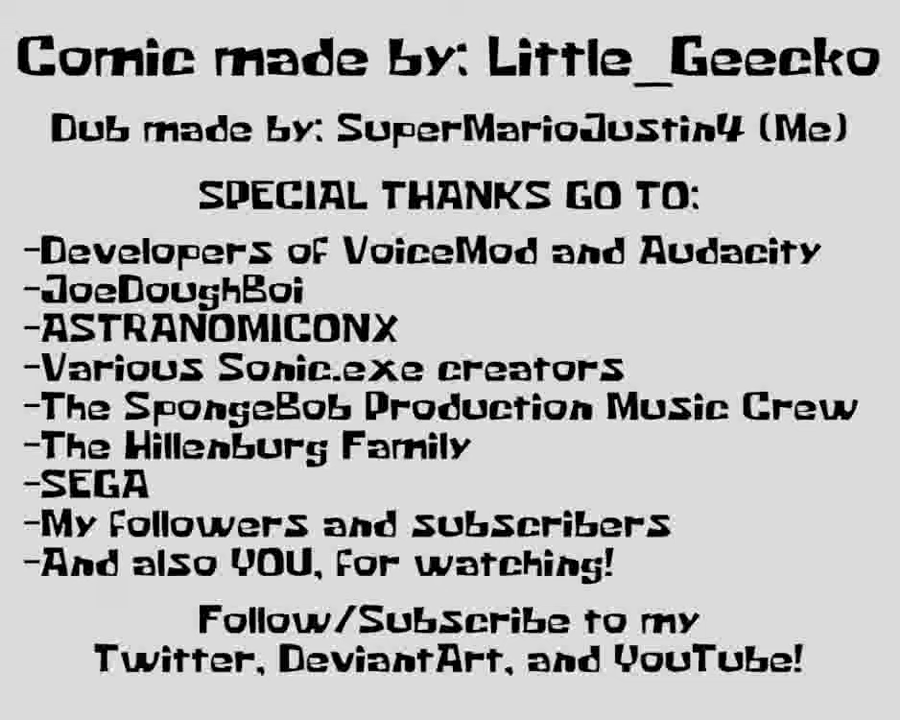 Comic made by: Little_Geecko
Dub made by: SuperMarioJustin4 (Me)
SPECIAL THANKS GO TO:
-Developers of VoiceMod and Audacity
-JoeDoughBoi
-ASTRANOMICONX
-Various Sonic.exe creators
-The SpongeBob Production Music Crew
-The Hillenburg Family
-SEGA
-My followers and subscribers
-And also YOU, for watching!
Follow/Subscribe to my
Twitter, DeviantArt, and YouTube!